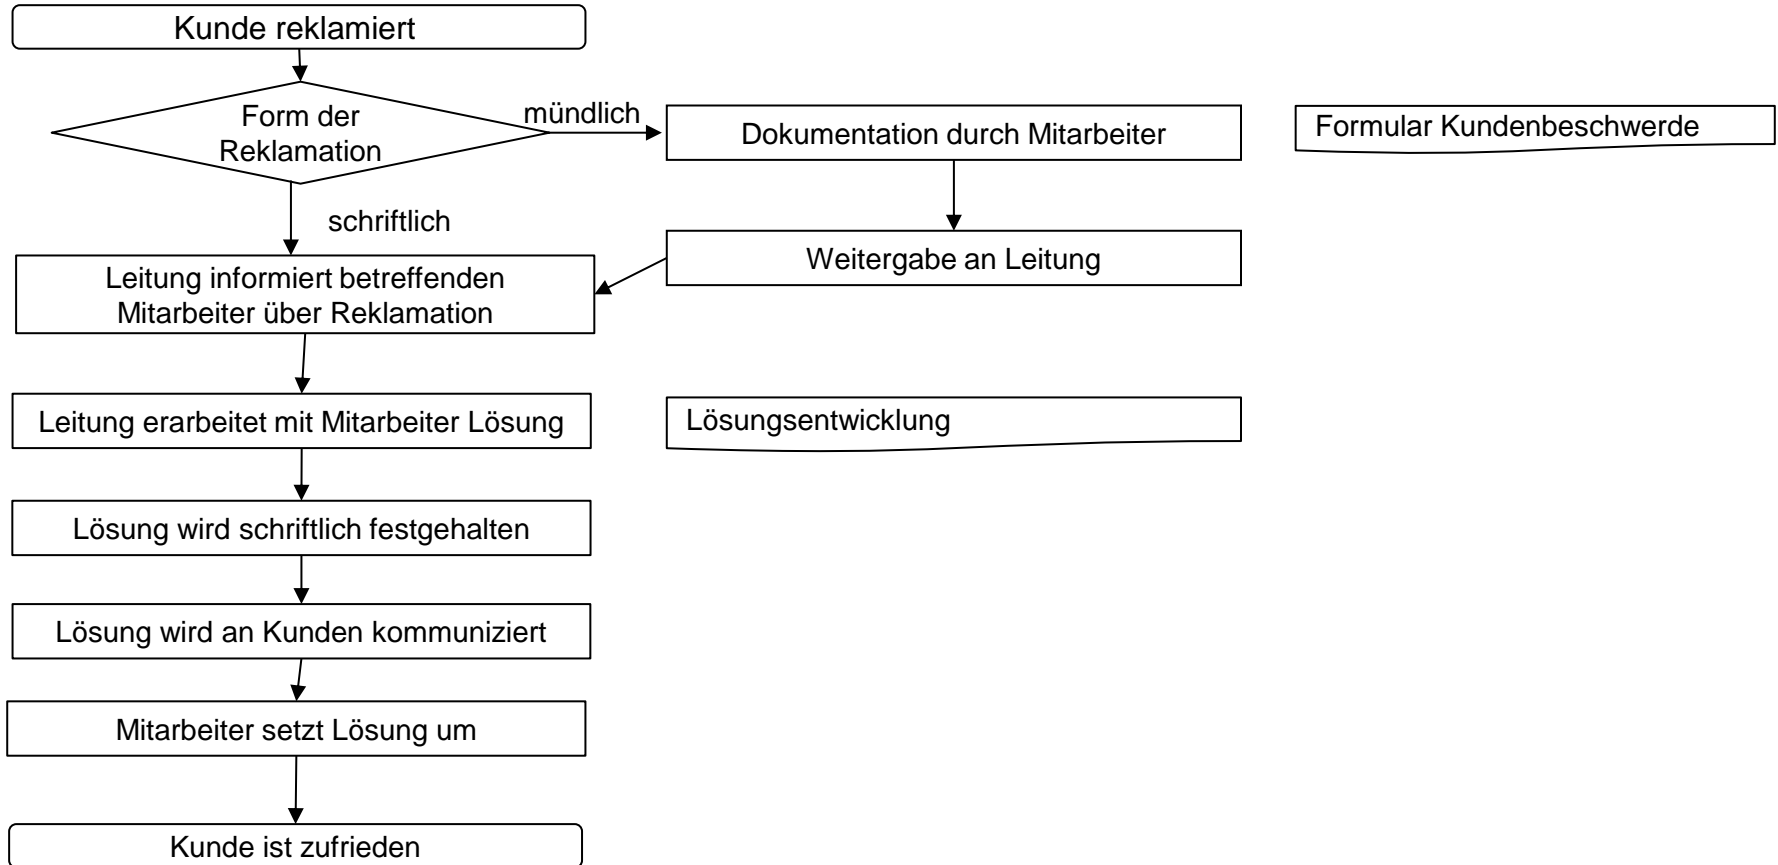 Kunde reklamiert
Form der
Reklamation
mündlich
Dokumentation durch Mitarbeiter
Formular Kundenbeschwerde
schriftlich
Weitergabe an Leitung
Leitung informiert betreffenden
Mitarbeiter über Reklamation
Leitung erarbeitet mit Mitarbeiter Lösung
Lösungsentwicklung
Lösung wird schriftlich festgehalten
Lösung wird an Kunden kommuniziert
Mitarbeiter setzt Lösung um
Kunde ist zufrieden